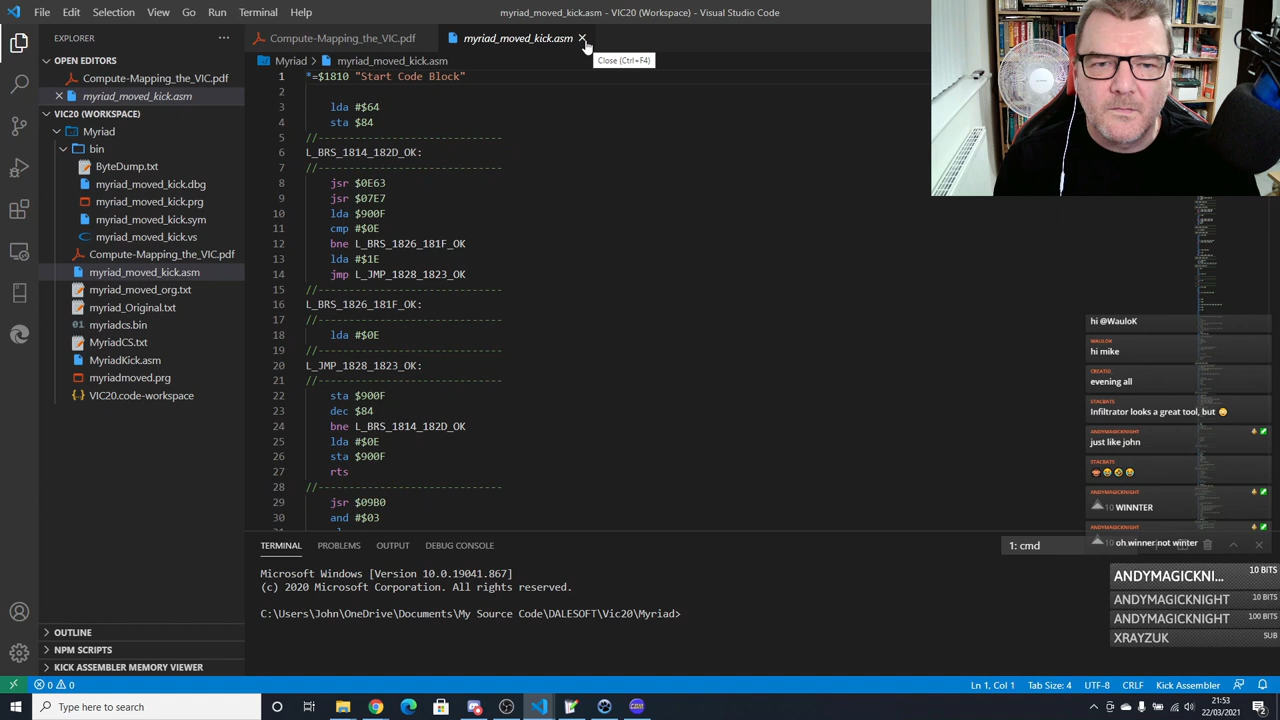 File Edit Selection View Go Run Terminal Help
myriad_moved_kick.asm - VIC20 (Workspace) - Visual Studio Code
EXPLORER
OPEN EDITORS
Compute-Mapping_the_VIC.pdf
myriad_moved_kick.asm
VIC20 (WORKSPACE)
Myriad
bin
ByteDump.txt
myriad_moved_kick.dbg
myriad_moved_kick.prg
myriad_moved_kick.sym
myriad_moved_kick.vs
Compute-Mapping_the_VIC.pdf
myriad_moved_kick.asm
myriad_moved_org.txt
myriad_Original.txt
myriadcs.bin
MyriadCS.txt
MyriadKick.asm
myriadmoved.prg
VIC20.code-workspace
OUTLINE
NPM SCRIPTS
KICK ASSEMBLER MEMORY VIEWER
Compute-Mapping_the_VIC.pdf
myriad_moved_kick.asm
Close (Ctrl+F4)
Myriad > myriad_moved_kick.asm
1 *=$1810 "Start Code Block"
2
3 lda #$64
4 sta $84
5 //------------------------------
6 L_BRS_1814_182D_OK:
7 //------------------------------
8 jsr $0E63
9 jsr $07E7
10 lda $900F
11 cmp #$0E
12 bne L_BRS_1826_181F_OK
13 lda #$1E
14 jmp L_JMP_1828_1823_OK
15 //------------------------------
16 L_BRS_1826_181F_OK:
17 //------------------------------
18 lda #$0E
19 //------------------------------
20 L_JMP_1828_1823_OK:
21 //------------------------------
22 sta $900F
23 dec $84
24 bne L_BRS_1814_182D_OK
25 lda #$0E
26 sta $900F
27 rts
28 //------------------------------
29 jsr $09B0
30 and #$03
TERMINAL PROBLEMS OUTPUT DEBUG CONSOLE
1: cmd
Microsoft Windows [Version 10.0.19041.867]
(c) 2020 Microsoft Corporation. All rights reserved.
C:\Users\John\OneDrive\Documents\My Source Code\DALESOFT\Vic20\Myriad>
hi @WauloK
WAULOK
hi mike
CREATIQ
evening all
STACBATS
Infiltrator looks a great tool, but
ANDYMAGICKNIGHT
just like john
STACBATS
ANDYMAGICKNIGHT
10 WINNTER
ANDYMAGICKNIGHT
10 oh winner not winter
ANDYMAGICKNI... 10 BITS
ANDYMAGICKNIGHT 10 BITS
ANDYMAGICKNIGHT 100 BITS
XRAYZUK SUB
0 0
Ln 1, Col 1 Tab Size: 4 UTF-8 CRLF Kick Assembler
Type here to search
21:53
22/03/2021
2